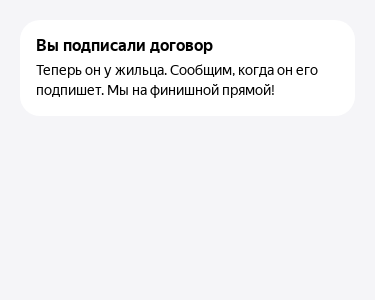 Вы подписали договор
Теперь он у жильца. Сообщим, когда он его
подпишет. Мы на финишной прямой!